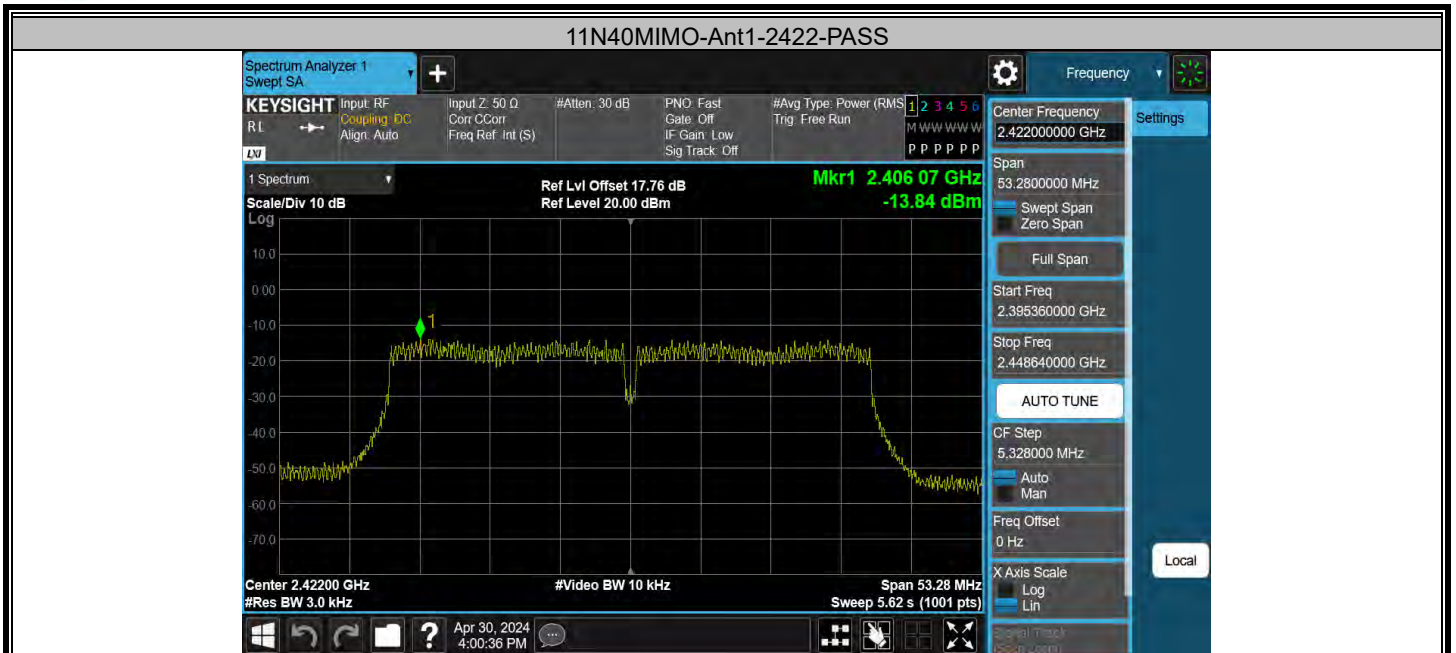 11N40MIMO-Ant1-2422-PASS
Spectrum Analyzer 1
Swept SA
+
Frequency
KEYSIGHT
RL
LXI
Input: RF
Coupling: DC
Align: Auto
Input Z: 50 Ω
Corr CCorr
Freq Ref: Int (S)
#Atten: 30 dB
PNO: Fast
Gate: Off
IF Gain: Low
Sig Track: Off
#Avg Type: Power (RMS
Trig: Free Run
1 2 3 4 5 6
M W W W W W
P P P P P P
Center Frequency
2.422000000 GHz
Settings
Span
53.2800000 MHz
Swept Span
Zero Span
Full Span
Start Freq
2.395360000 GHz
Stop Freq
2.448640000 GHz
AUTO TUNE
CF Step
5.328000 MHz
Auto
Man
Freq Offset
0 Hz
X Axis Scale
Log
Lin
Signal Track
Local
1 Spectrum
Scale/Div 10 dB
Log
Ref Lvl Offset 17.76 dB
Ref Level 20.00 dBm
Mkr1 2.406 07 GHz
-13.84 dBm
10.0
0.00
-10.0
1
-20.0
-30.0
-40.0
-50.0
-60.0
-70.0
Center 2.42200 GHz
#Res BW 3.0 kHz
#Video BW 10 kHz
Span 53.28 MHz
Sweep 5.62 s (1001 pts)
?
Apr 30, 2024
4:00:36 PM